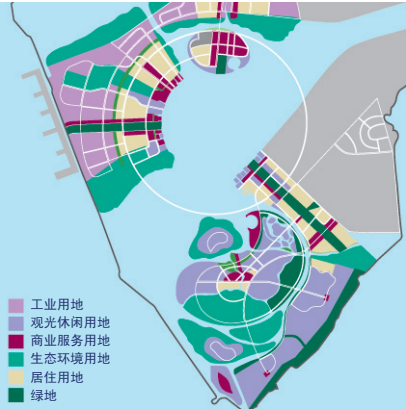 工业用地
观光休闲用地
商业服务用地
生态环境用地
居住用地
绿地